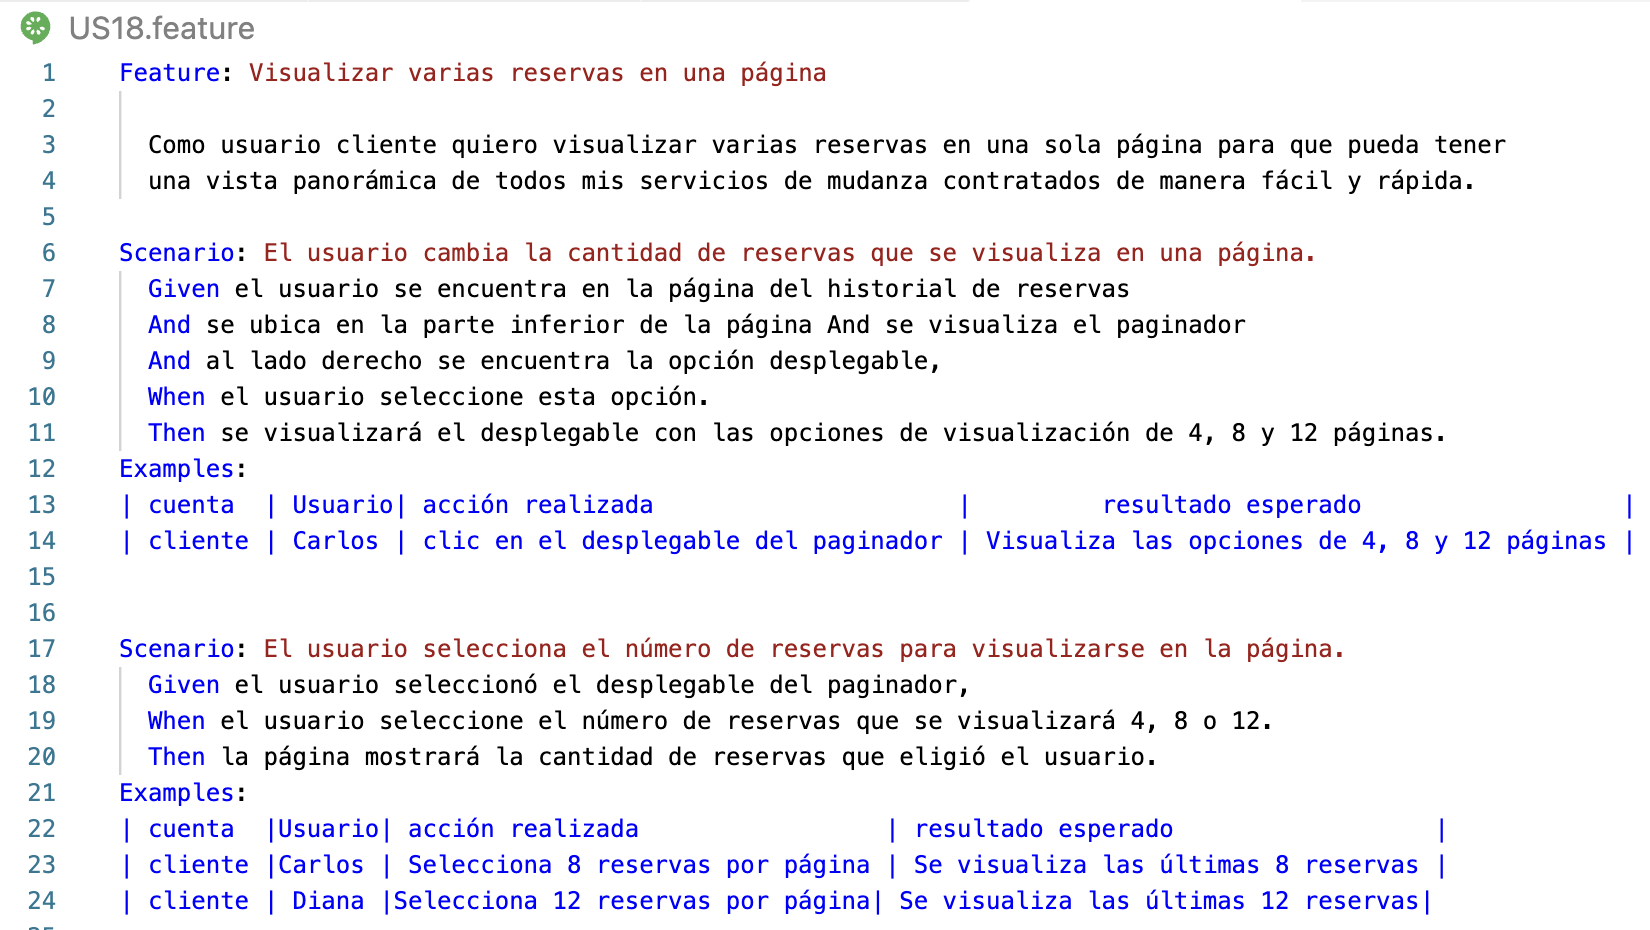 US18.feature
1 Feature: Visualizar varias reservas en una página
2
3 Como usuario cliente quiero visualizar varias reservas en una sola página para que pueda tener
4 una vista panorámica de todos mis servicios de mudanza contratados de manera fácil y rápida.
5
6 Scenario: El usuario cambia la cantidad de reservas que se visualiza en una página.
7 Given el usuario se encuentra en la página del historial de reservas
8 And se ubica en la parte inferior de la página And se visualiza el paginador
9 And al lado derecho se encuentra la opción desplegable,
10 When el usuario seleccione esta opción.
11 Then se visualizará el desplegable con las opciones de visualización de 4, 8 y 12 páginas.
12 Examples:
13 | cuenta | Usuario| acción realizada | resultado esperado |
14 | cliente | Carlos | clic en el desplegable del paginador | Visualiza las opciones de 4, 8 y 12 páginas |
15
16
17 Scenario: El usuario selecciona el número de reservas para visualizarse en la página.
18 Given el usuario seleccionó el desplegable del paginador,
19 When el usuario seleccione el número de reservas que se visualizará 4, 8 o 12.
20 Then la página mostrará la cantidad de reservas que eligió el usuario.
21 Examples:
22 | cuenta |Usuario| acción realizada | resultado esperado |
23 | cliente |Carlos | Selecciona 8 reservas por página | Se visualiza las últimas 8 reservas |
24 | cliente | Diana |Selecciona 12 reservas por página| Se visualiza las últimas 12 reservas|